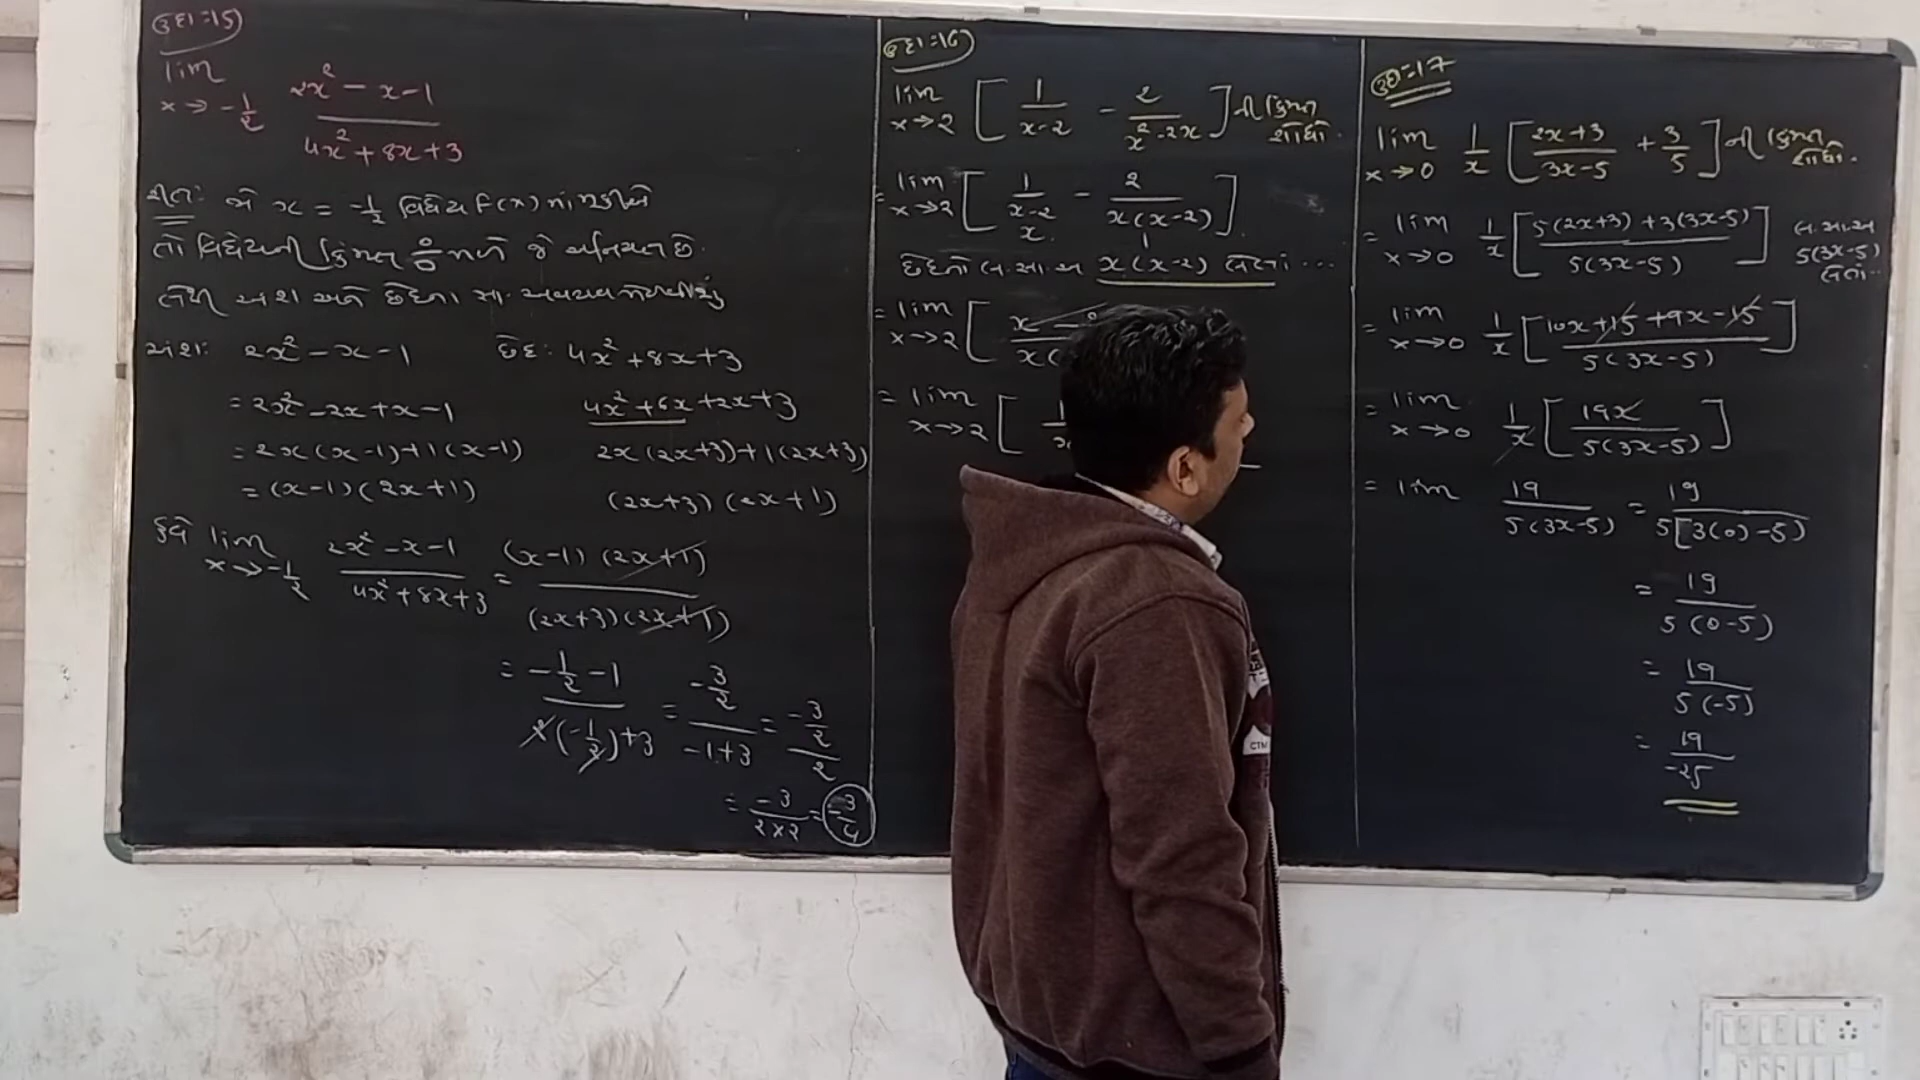 ઉદા=15)
lim x→-1/2 (2x² - x - 1)/(4x² + 8x + 3)
x = -1/2 વિધેય f(x) માં મૂકીએ
તો વિધેયની કિંમત 0/0 મળે જે અનિયત છે.
તેથી અંશ અને છેદના સા. અવયવ મેળવીશું
અંશ: 2x² - x - 1
= 2x² - 2x + x - 1
= 2x(x-1) + 1(x-1)
= (x-1)(2x+1)
છેદ: 4x² + 8x + 3
4x² + 6x + 2x + 3
2x(2x+3) + 1(2x+3)
(2x+3)(2x+1)
હવે lim x→-1/2 (2x² - x - 1)/(4x² + 8x + 3) = (x-1)(2x+1)/(2x+3)(2x+1)
= (-1/2 - 1)/(2(-1/2)+3) = (-3/2)/(-1+3) = (-3/2)/2
= -3/(2×2) = -3/4
ઉદા=16)
lim x→2 [1/(x-2) - 2/(x²-2x)] ની કિંમત શોધો.
= lim x→2 [1/(x-2) - 2/(x(x-2))]
x 1
છેદનો લ.સા.અ x(x-2) લેતાં ...
= lim x→2 [
= lim x→2 [
ઉદા=17
lim x→0 1/x [(2x+3)/(3x-5) + 3/5] ની કિંમત શોધો.
= lim x→0 1/x [(5(2x+3) + 3(3x-5))/(5(3x-5))] લ.સા.અ 5(3x-5) લેતાં..
= lim x→0 1/x [(10x+15+9x-15)/(5(3x-5))]
= lim x→0 1/x [19x/(5(3x-5))]
= lim 19/(5(3x-5)) = 19/(5[3(0)-5))
= 19/(5(0-5))
= 19/(5(-5))
= 19/-25
CTM